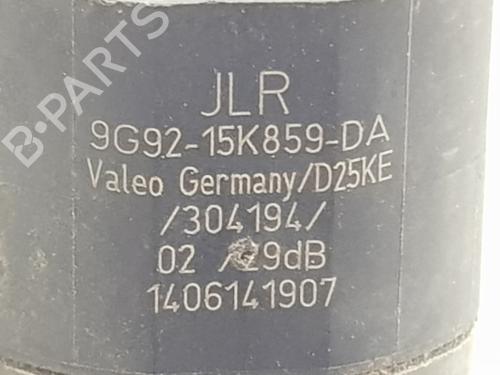 JLR
9G92-15K859-DA
Valeo Germany/D25KE
/304194/
02 /29dB
1406141907
B-PARTS